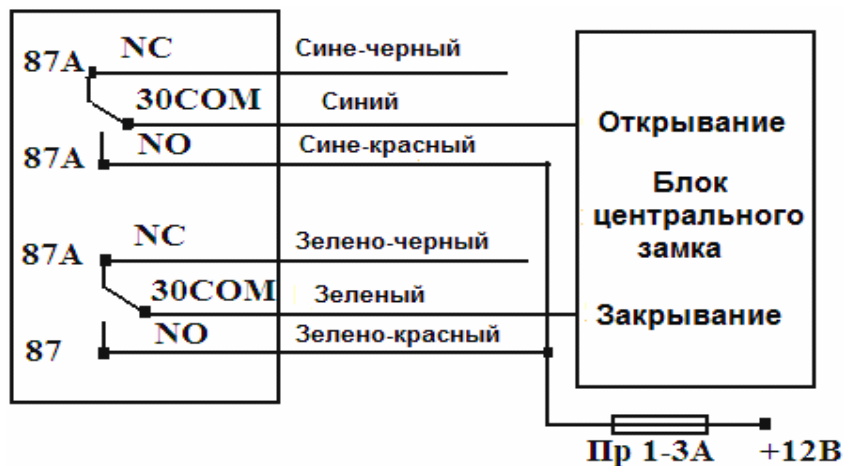 87A NC Сине-черный
30COM Синий
87A NO Сине-красный
87A NC Зелено-черный
30COM Зеленый
87 NO Зелено-красный
Открывание
Блок
центрального
замка
Закрывание
Пр 1-3А +12В